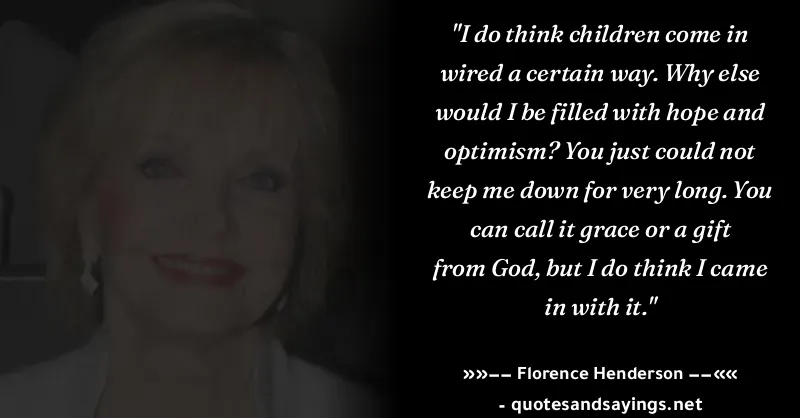 "I do think children come in
wired a certain way. Why else
would I be filled with hope and
optimism? You just could not
keep me down for very long. You
can call it grace or a gift
from God, but I do think I came
in with it."
»»–– Florence Henderson ––««
- quotesandsayings.net